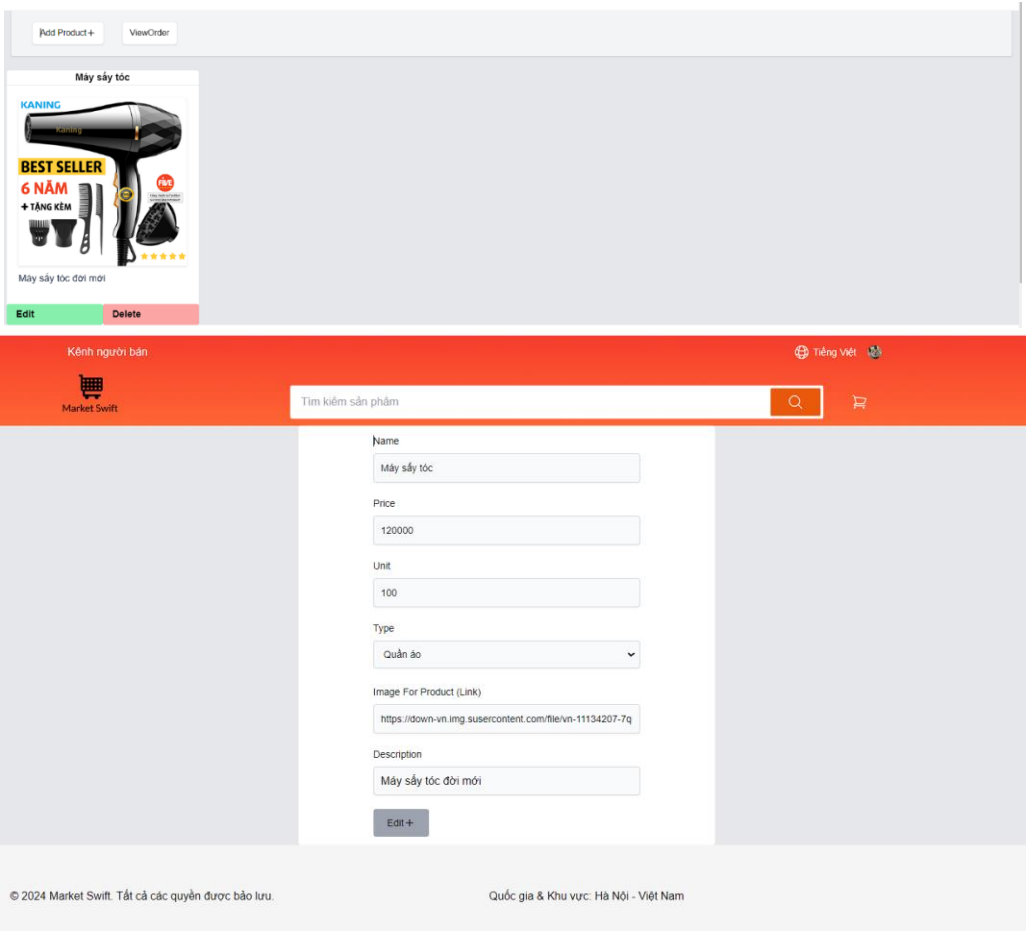 Add Product+
ViewOrder
Máy sấy tóc
KANING
Kaning
BEST SELLER
6 NĂM
FIVE
+ TẶNG KÈM
Máy sấy tóc đời mới
Edit
Delete
Kênh người bán
Tiếng Việt
Market Swift
Tìm kiếm sản phẩm
Name
Máy sấy tóc
Price
120000
Unit
100
Type
Quần áo
Image For Product (Link)
https://down-vn.img.susercontent.com/file/vn-11134207-7q
Description
Máy sấy tóc đời mới
Edit+
© 2024 Market Swift. Tất cả các quyền được bảo lưu.
Quốc gia & Khu vực: Hà Nội - Việt Nam